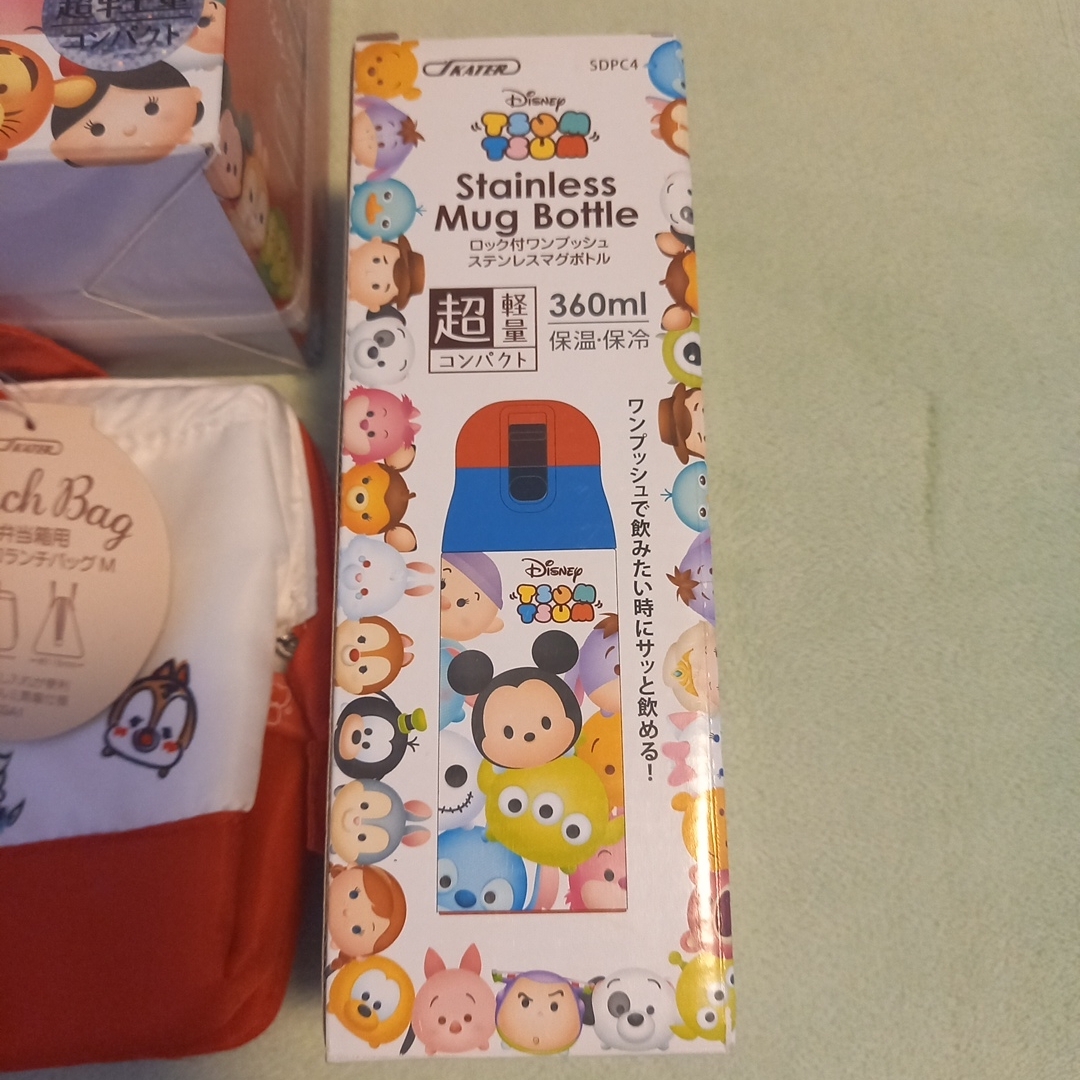 超軽量
コンパクト
SKATER
SDPC4
Disney
TSUM
TSUM
Stainless
Mug Bottle
ロック付ワンプッシュ
ステンレスマグボトル
超軽量
コンパクト
360ml
保温・保冷
ワンプッシュで飲みたい時にサッと飲める!
Disney
TSUM
TSUM
SKATER
ch Bag
弁当箱用
ランチバッグM